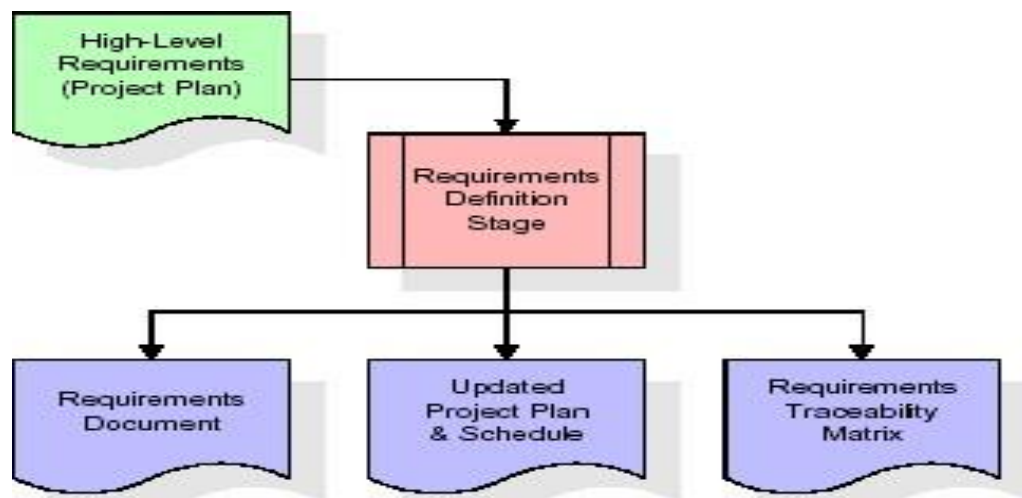 High-Level
Requirements
(Project Plan)
Requirements
Definition
Stage
Requirements
Document
Updated
Project Plan
& Schedule
Requirements
Traceability
Matrix